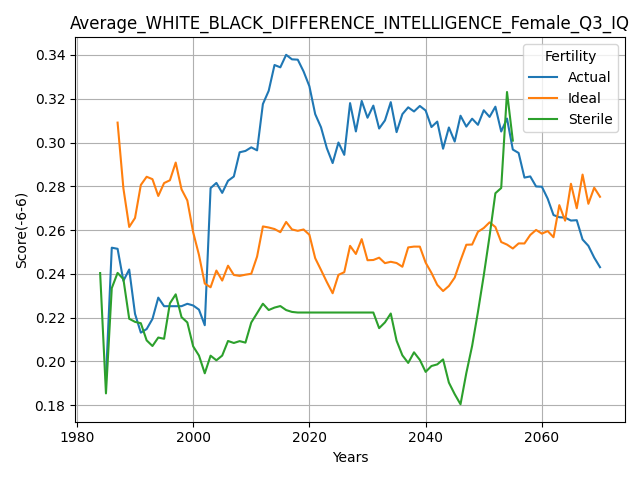 Average_WHITE_BLACK_DIFFERENCE_INTELLIGENCE_Female_Q3_IQ
Fertility
Actual
Ideal
Sterile
Score(-6-6)
0.34
0.32
0.30
0.28
0.26
0.24
0.22
0.20
0.18
1980
2000
2020
2040
2060
Years